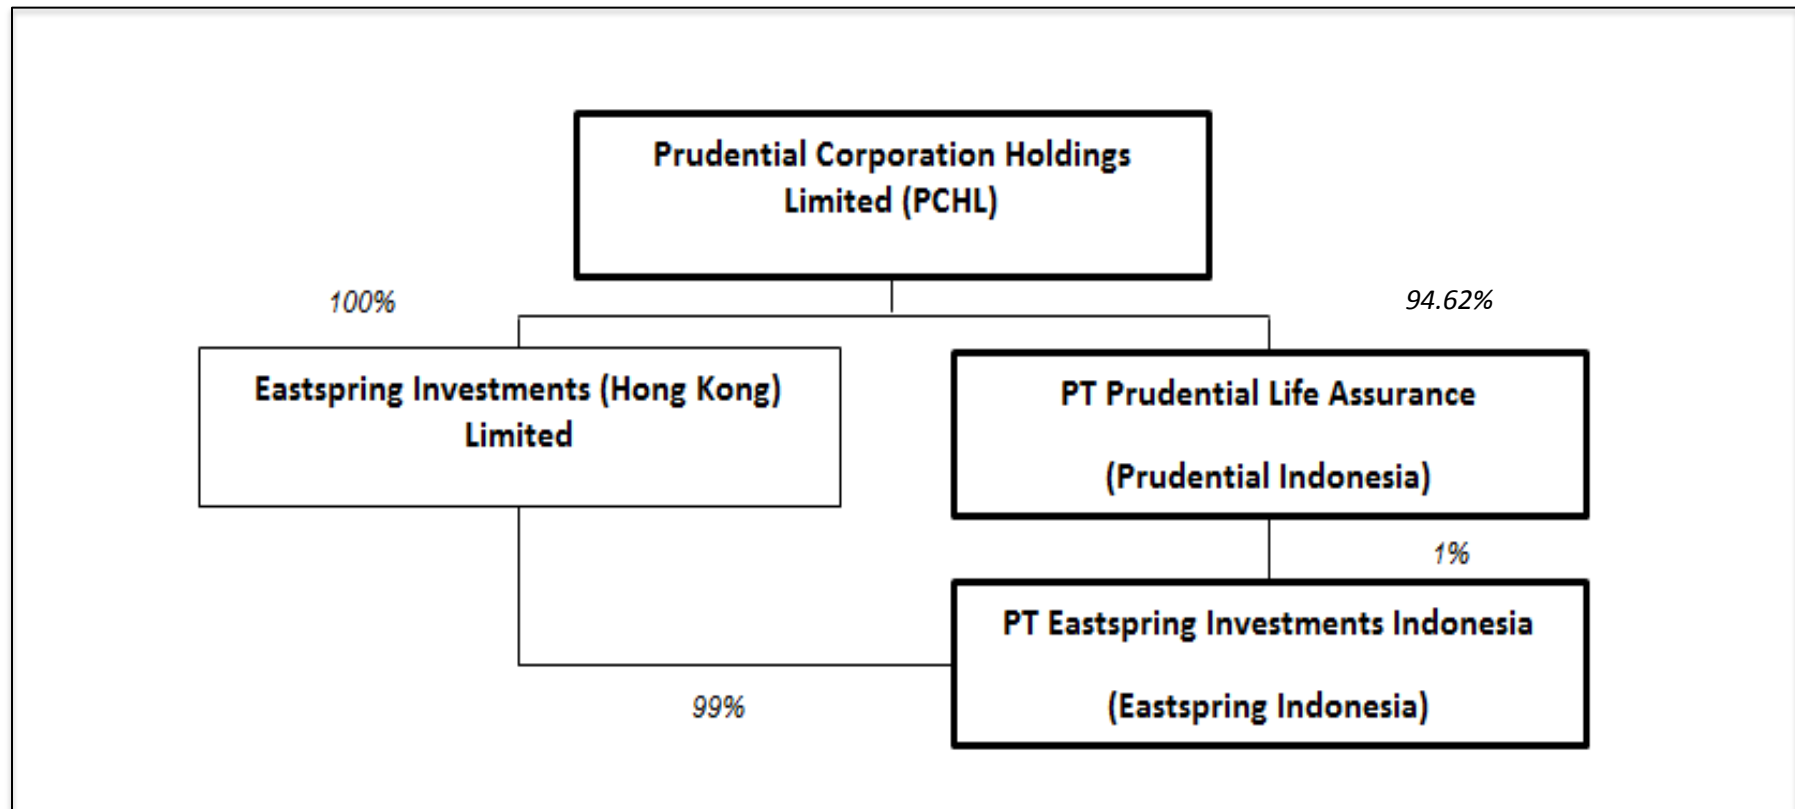 Prudential Corporation Holdings
Limited (PCHL)
100%
94.62%
Eastspring Investments (Hong Kong)
Limited
PT Prudential Life Assurance
(Prudential Indonesia)
1%
PT Eastspring Investments Indonesia
(Eastspring Indonesia)
99%